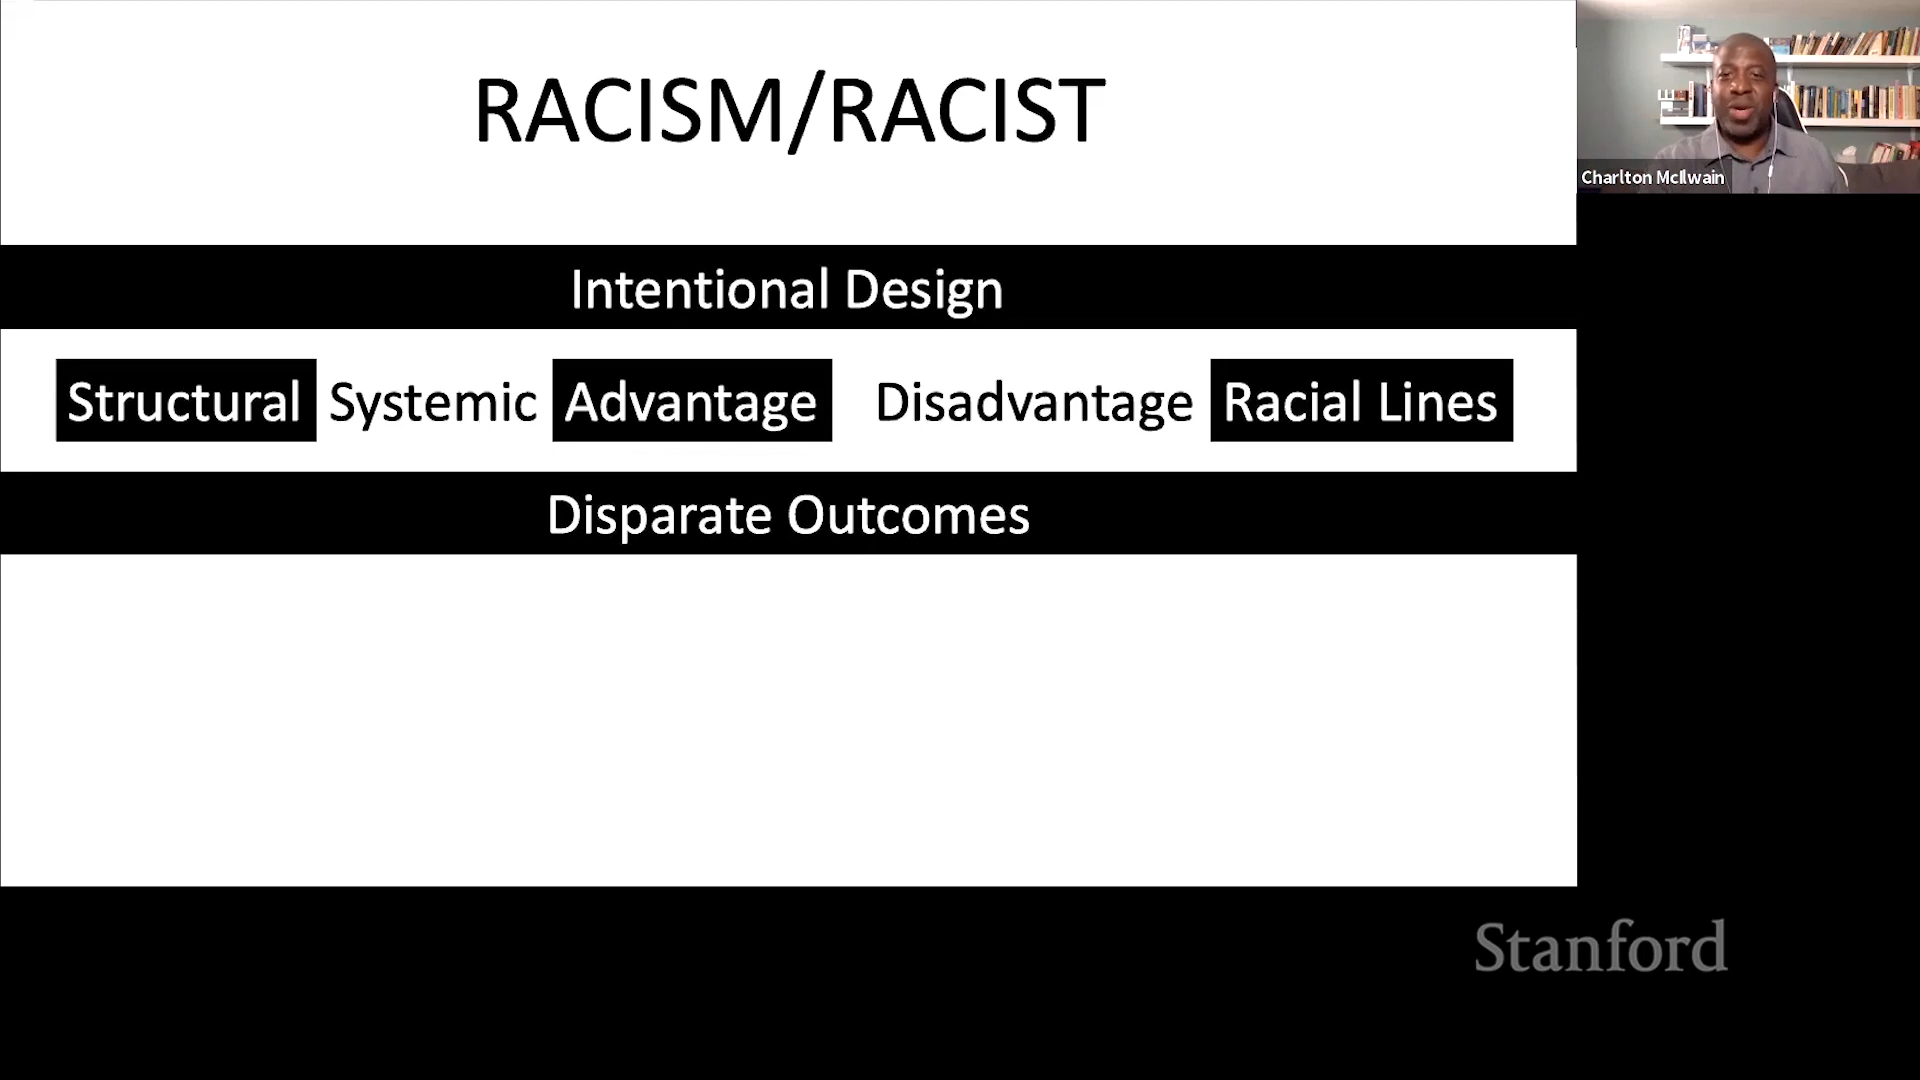 RACISM/RACIST
Charlton McIlwain
Intentional Design
Structural Systemic Advantage Disadvantage Racial Lines
Disparate Outcomes
Stanford